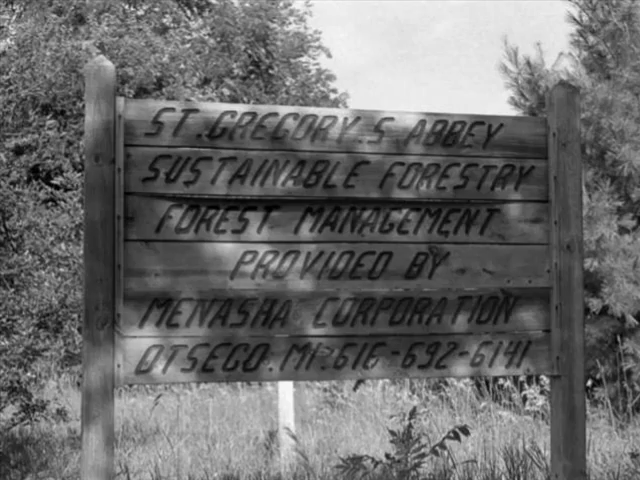 ST. GREGORY'S ABBEY
SUSTAINABLE FORESTRY
FOREST MANAGEMENT
PROVIDED BY
MENASHA CORPORATION
OTSEGO. MI. 616-692-6141